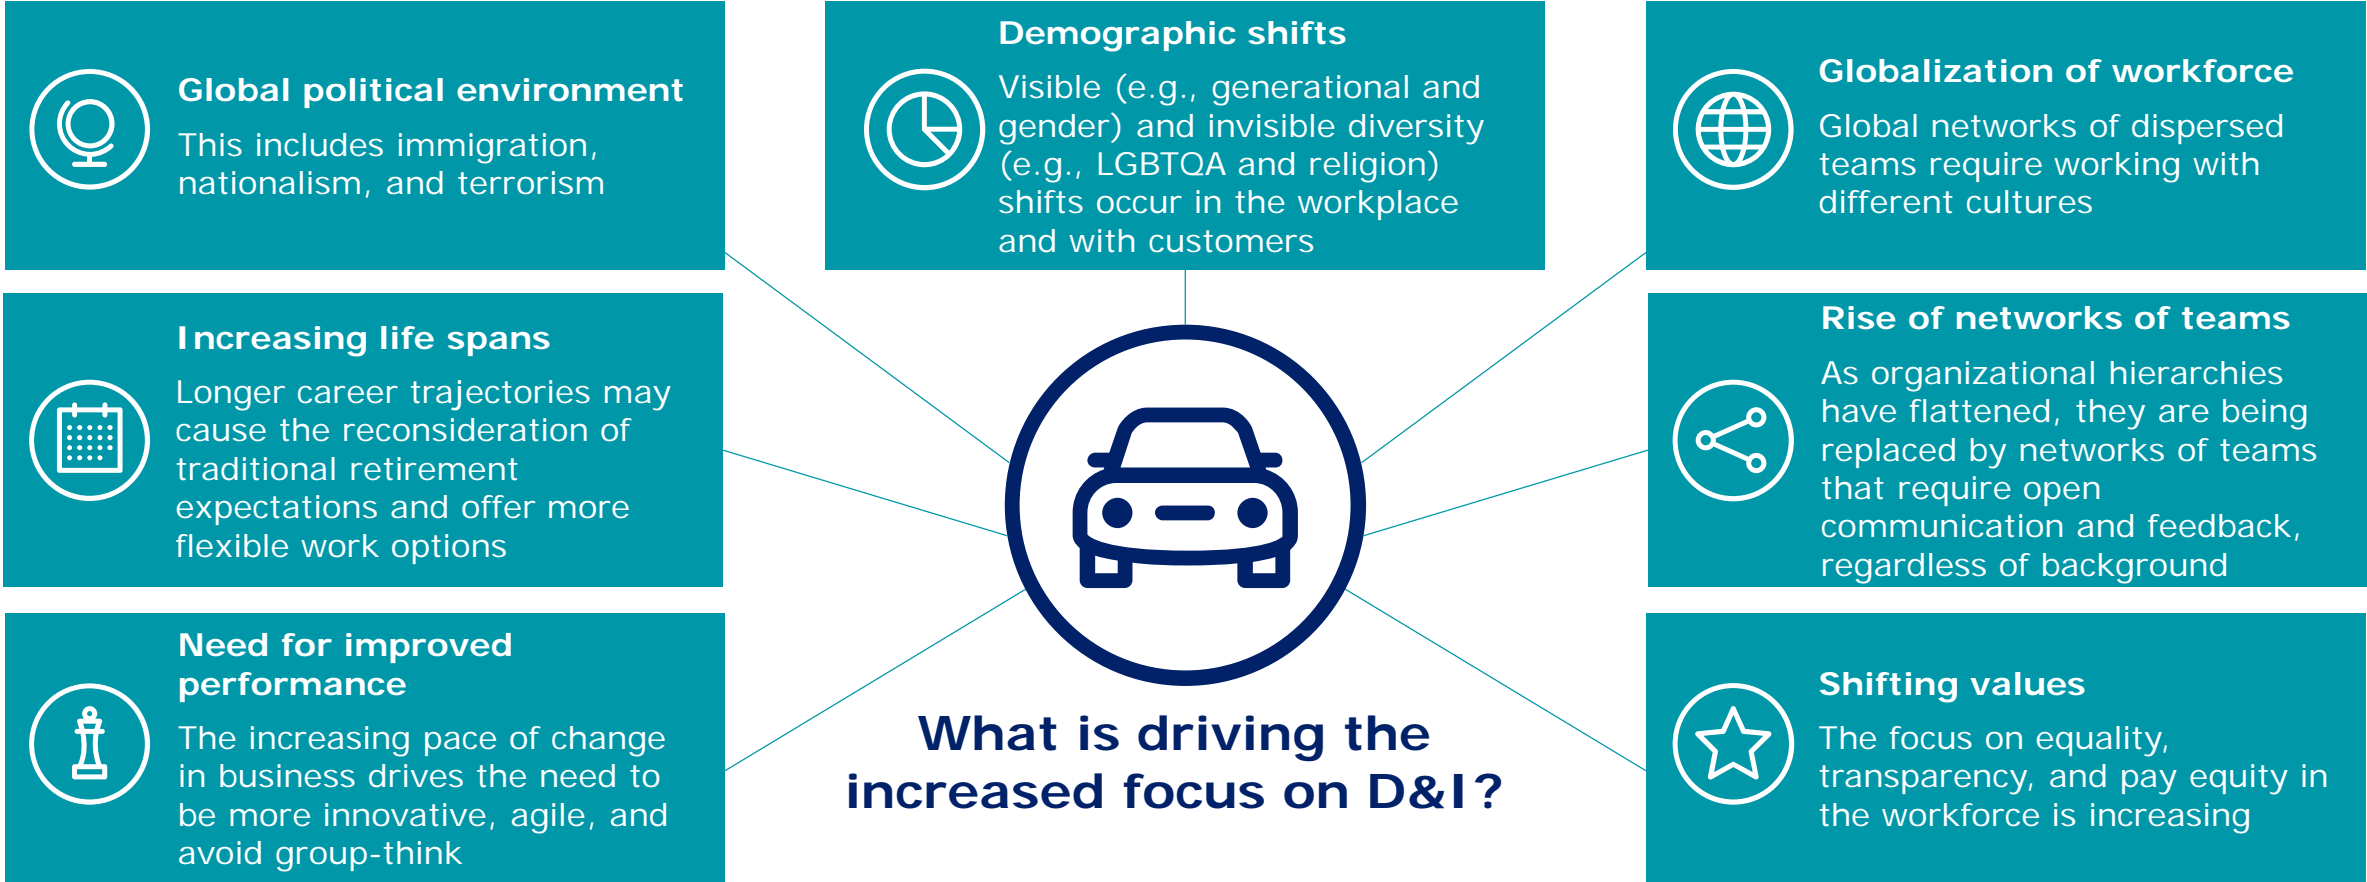 Global political environment
This includes immigration,
nationalism, and terrorism
Demographic shifts
Visible (e.g., generational and
gender) and invisible diversity
(e.g., LGBTQA and religion)
shifts occur in the workplace
and with customers
Globalization of workforce
Global networks of dispersed
teams require working with
different cultures
Increasing life spans
Longer career trajectories may
cause the reconsideration of
traditional retirement
expectations and offer more
flexible work options
Rise of networks of teams
As organizational hierarchies
have flattened, they are being
replaced by networks of teams
that require open
communication and feedback,
regardless of background
Need for improved
performance
The increasing pace of change
in business drives the need to
be more innovative, agile, and
avoid group-think
What is driving the
increased focus on D&I?
Shifting values
The focus on equality,
transparency, and pay equity in
the workforce is increasing